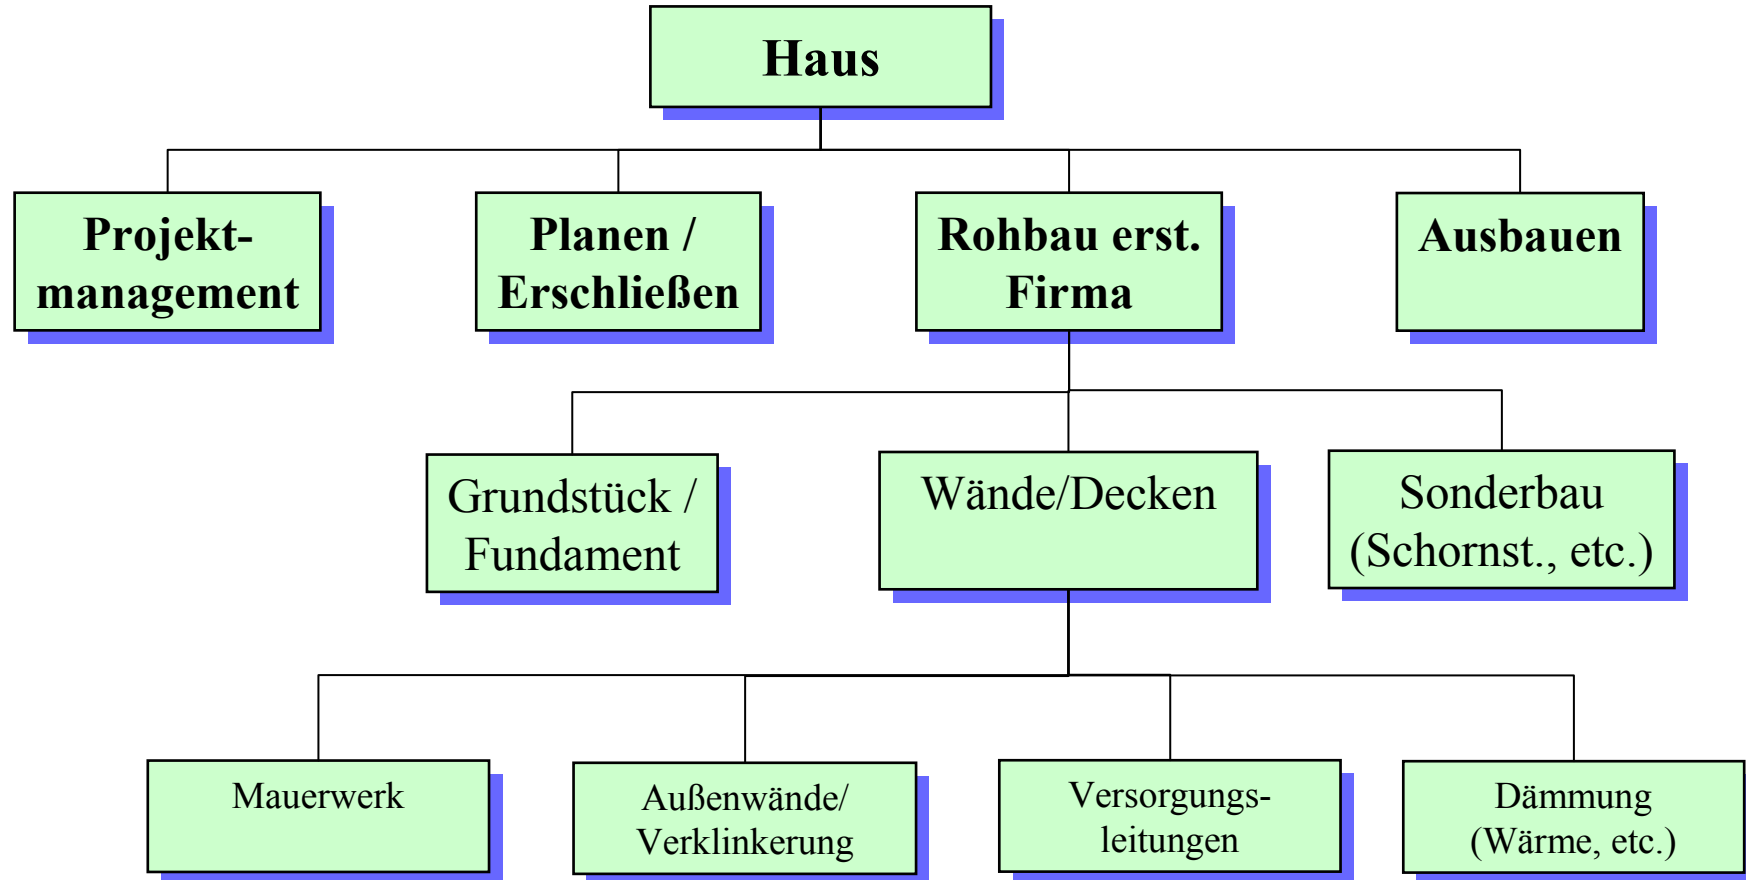 Haus
Projekt-
management
Planen /
Erschließen
Rohbau erst.
Firma
Ausbauen
Grundstück /
Fundament
Wände/Decken
Sonderbau
(Schornst., etc.)
Mauerwerk
Außenwände/
Verklinkerung
Versorgungs-
leitungen
Dämmung
(Wärme, etc.)